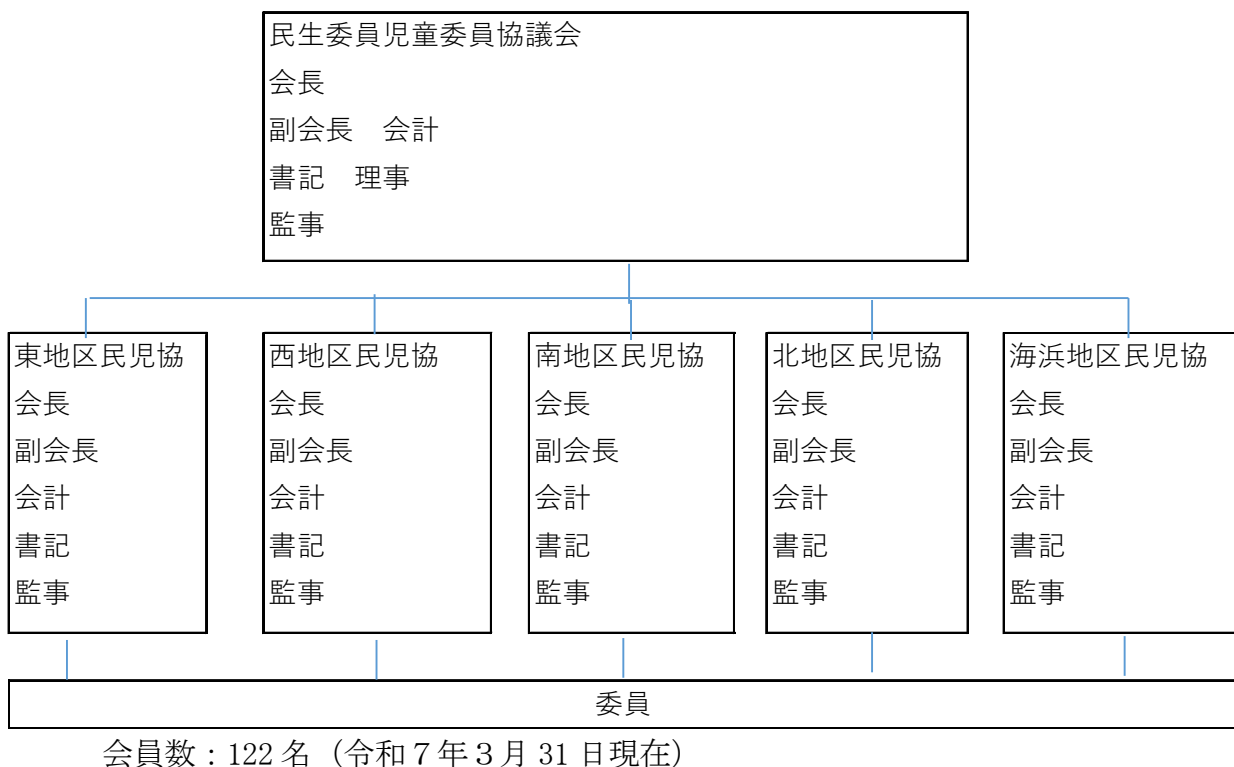 民生委員児童委員協議会
会長
副会長　会計
書記　理事
監事
東地区民児協
会長
副会長
会計
書記
監事
西地区民児協
会長
副会長
会計
書記
監事
南地区民児協
会長
副会長
会計
書記
監事
北地区民児協
会長
副会長
会計
書記
監事
海浜地区民児協
会長
副会長
会計
書記
監事
委員
会員数：122名（令和７年３月31日現在）